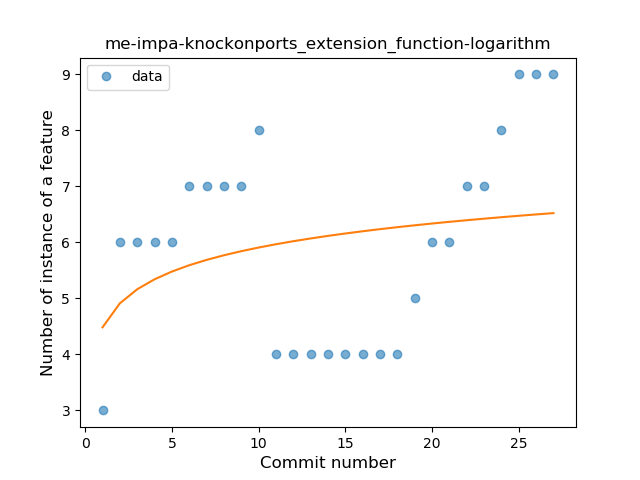 me-impa-knockonports_extension_function-logarithm
data
Number of instance of a feature
9
8
7
6
5
4
3
0 5 10 15 20 25
Commit number